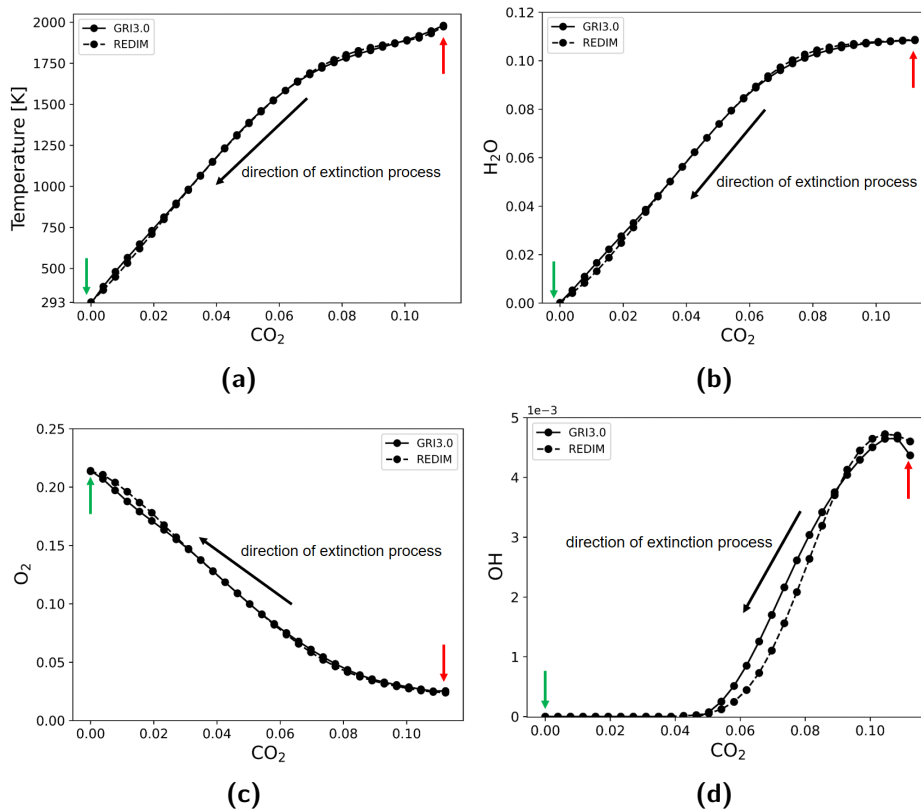 2000
1750
1500
1250
1000
750
500
293
Temperature [K]
GRI3.0
REDIM
direction of extinction process
0.00 0.02 0.04 0.06 0.08 0.10
CO₂
(a)
0.12
0.10
0.08
0.06
0.04
0.02
0.00
H₂O
GRI3.0
REDIM
direction of extinction process
0.00 0.02 0.04 0.06 0.08 0.10
CO₂
(b)
0.25
0.20
0.15
0.10
0.05
0.00
O₂
GRI3.0
REDIM
direction of extinction process
0.00 0.02 0.04 0.06 0.08 0.10
CO₂
(c)
1e-3
5
4
3
2
1
0
OH
GRI3.0
REDIM
direction of extinction process
0.00 0.02 0.04 0.06 0.08 0.10
CO₂
(d)